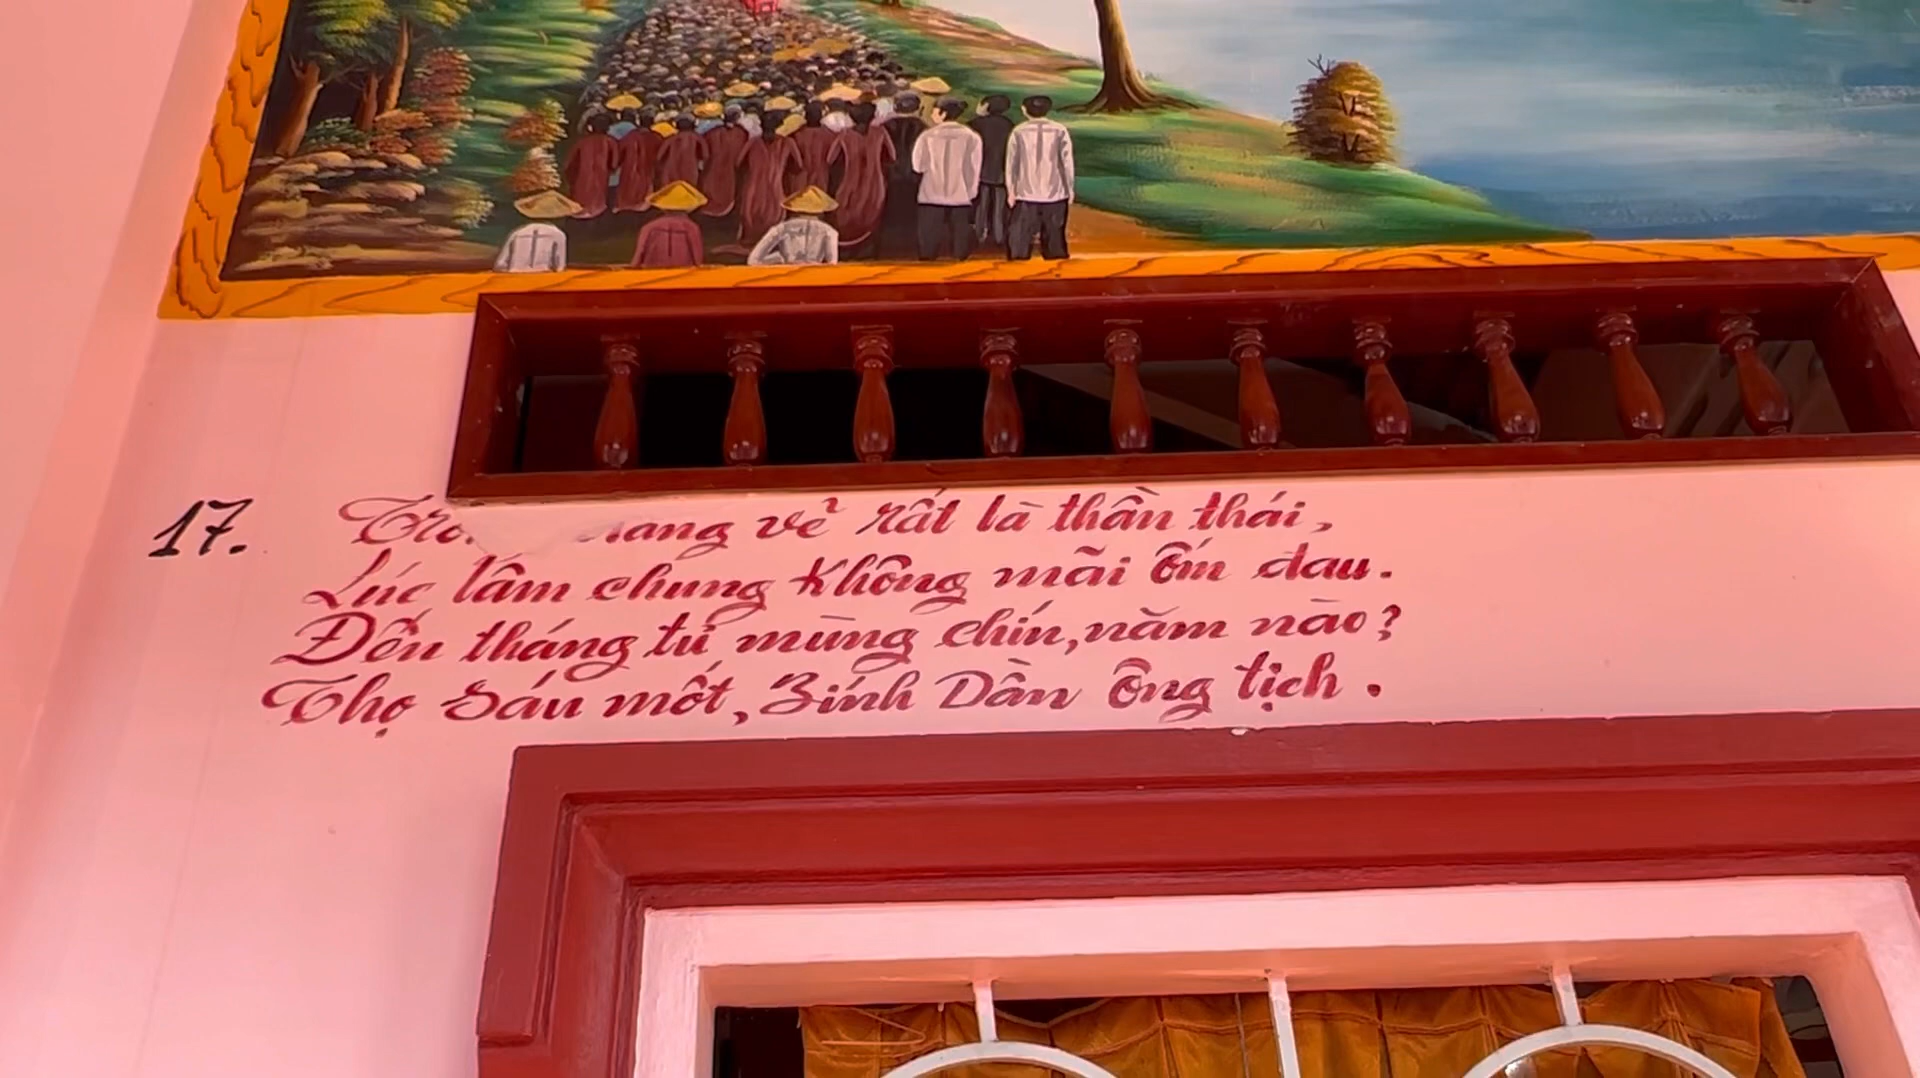 17. vẻ rất là thần thái,
Lúc lâm chung không mãi ốm đau.
Đến tháng tư mùng chín, năm nào?
Thọ sáu mốt, Bính Dần Ông tịch.